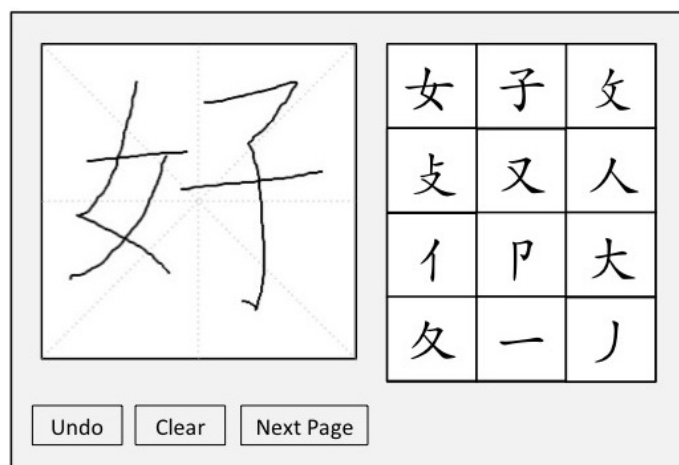 好
女 子 攵
攴 又 人
亻 卩 大
夂 一 丿
Undo Clear Next Page